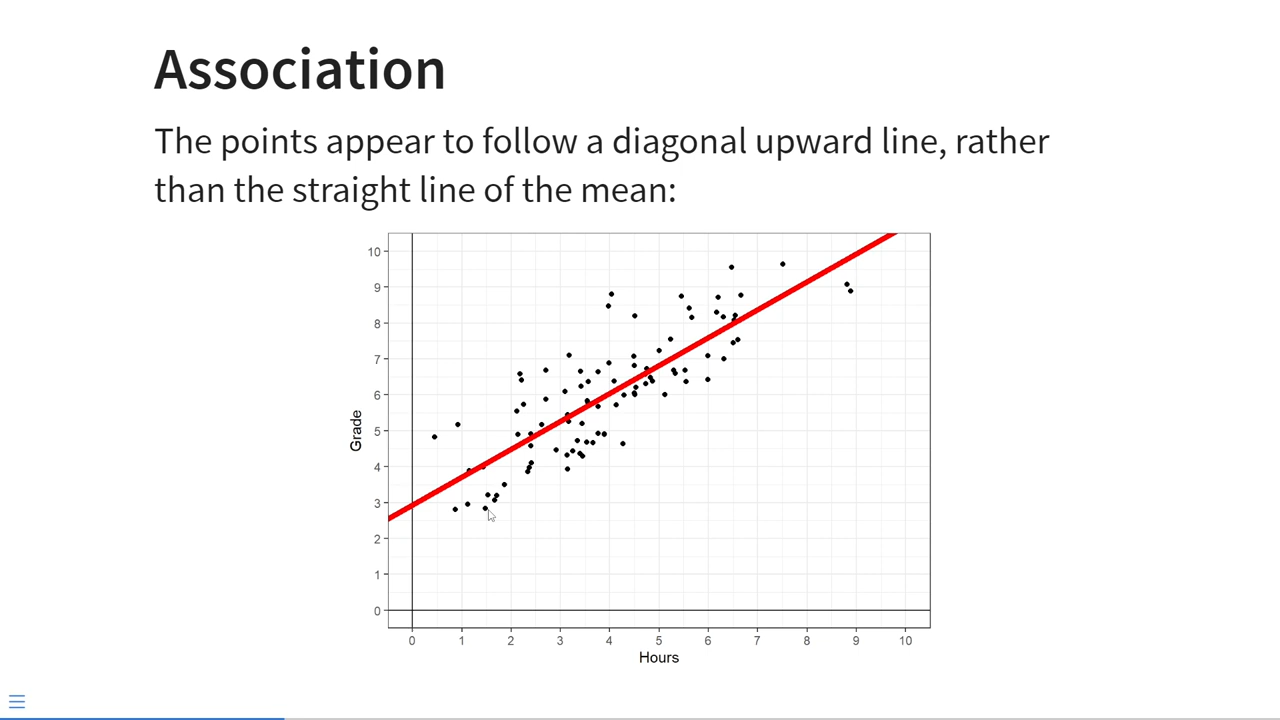 Association
The points appear to follow a diagonal upward line, rather
than the straight line of the mean:
10
9
8
7
6
5
4
3
2
1
0
Grade
0 1 2 3 4 5 6 7 8 9 10
Hours